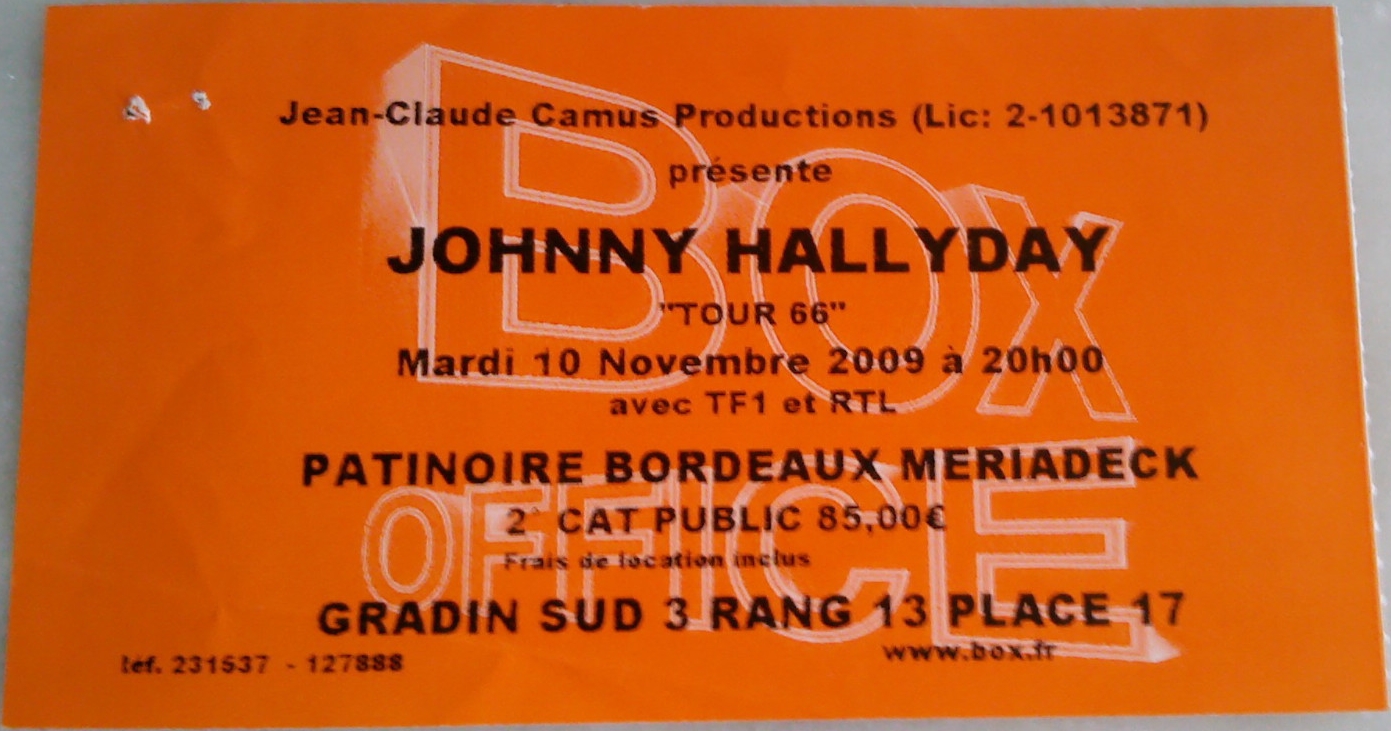 Jean-Claude Camus Productions (Lic: 2-1013871)
présente
JOHNNY HALLYDAY
"TOUR 66"
Mardi 10 Novembre 2009 à 20h00
avec TF1 et RTL
PATINOIRE BORDEAUX MERIADECK
2° CAT PUBLIC 85,00€
Frais de location inclus
GRADIN SUD 3 RANG 13 PLACE 17
www.box.fr
réf. 231537 - 127888
BOX
OFFICE